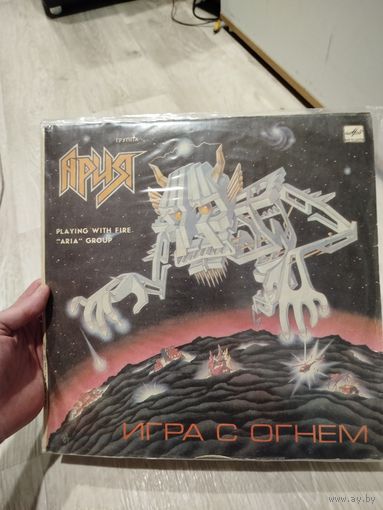 ГРУППА
АРИЯ
PLAYING WITH FIRE
"ARIA" GROUP
ИГРА С ОГНЕМ
www.ay.by